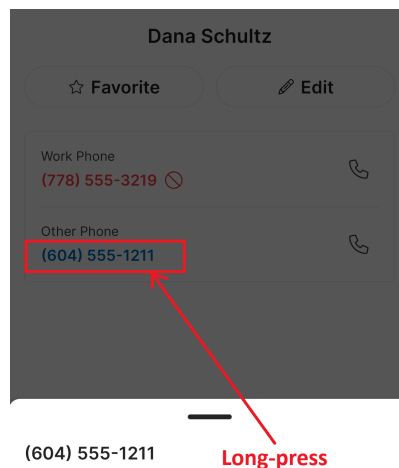 Dana Schultz
Favorite
Edit
Work Phone
(778) 555-3219
Other Phone
(604) 555-1211
(604) 555-1211
Long-press